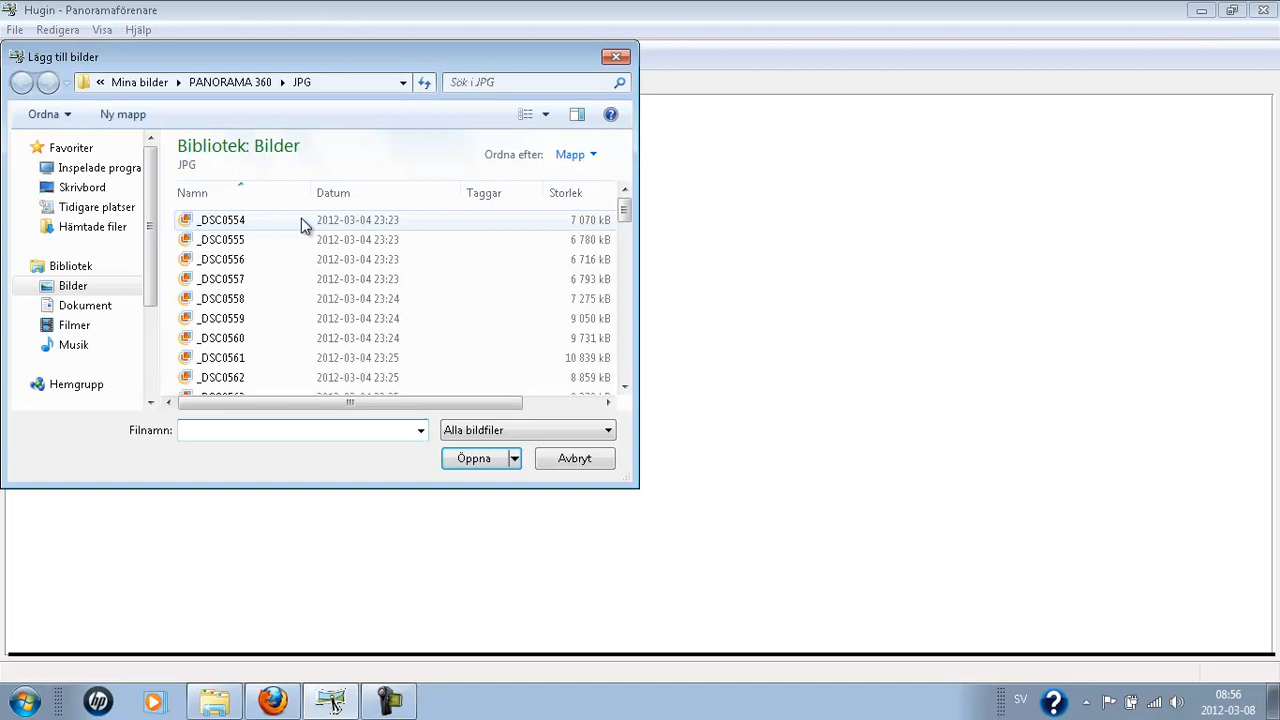 Hugin - Panoramaförenare
File Redigera Visa Hjälp
Lägg till bilder
« Mina bilder ▸ PANORAMA 360 ▸ JPG
Sök i JPG
Ordna Ny mapp
Favoriter
Inspelade progra
Skrivbord
Tidigare platser
Hämtade filer
Bibliotek
Bilder
Dokument
Filmer
Musik
Hemgrupp
Bibliotek: Bilder
JPG
Ordna efter: Mapp
Namn Datum Taggar Storlek
_DSC0554 2012-03-04 23:23 7 070 kB
_DSC0555 2012-03-04 23:23 6 780 kB
_DSC0556 2012-03-04 23:23 6 716 kB
_DSC0557 2012-03-04 23:23 6 793 kB
_DSC0558 2012-03-04 23:24 7 275 kB
_DSC0559 2012-03-04 23:24 9 050 kB
_DSC0560 2012-03-04 23:24 9 731 kB
_DSC0561 2012-03-04 23:25 10 839 kB
_DSC0562 2012-03-04 23:25 8 859 kB
Filnamn:
Alla bildfiler
Öppna Avbryt
hp
SV
08:56
2012-03-08